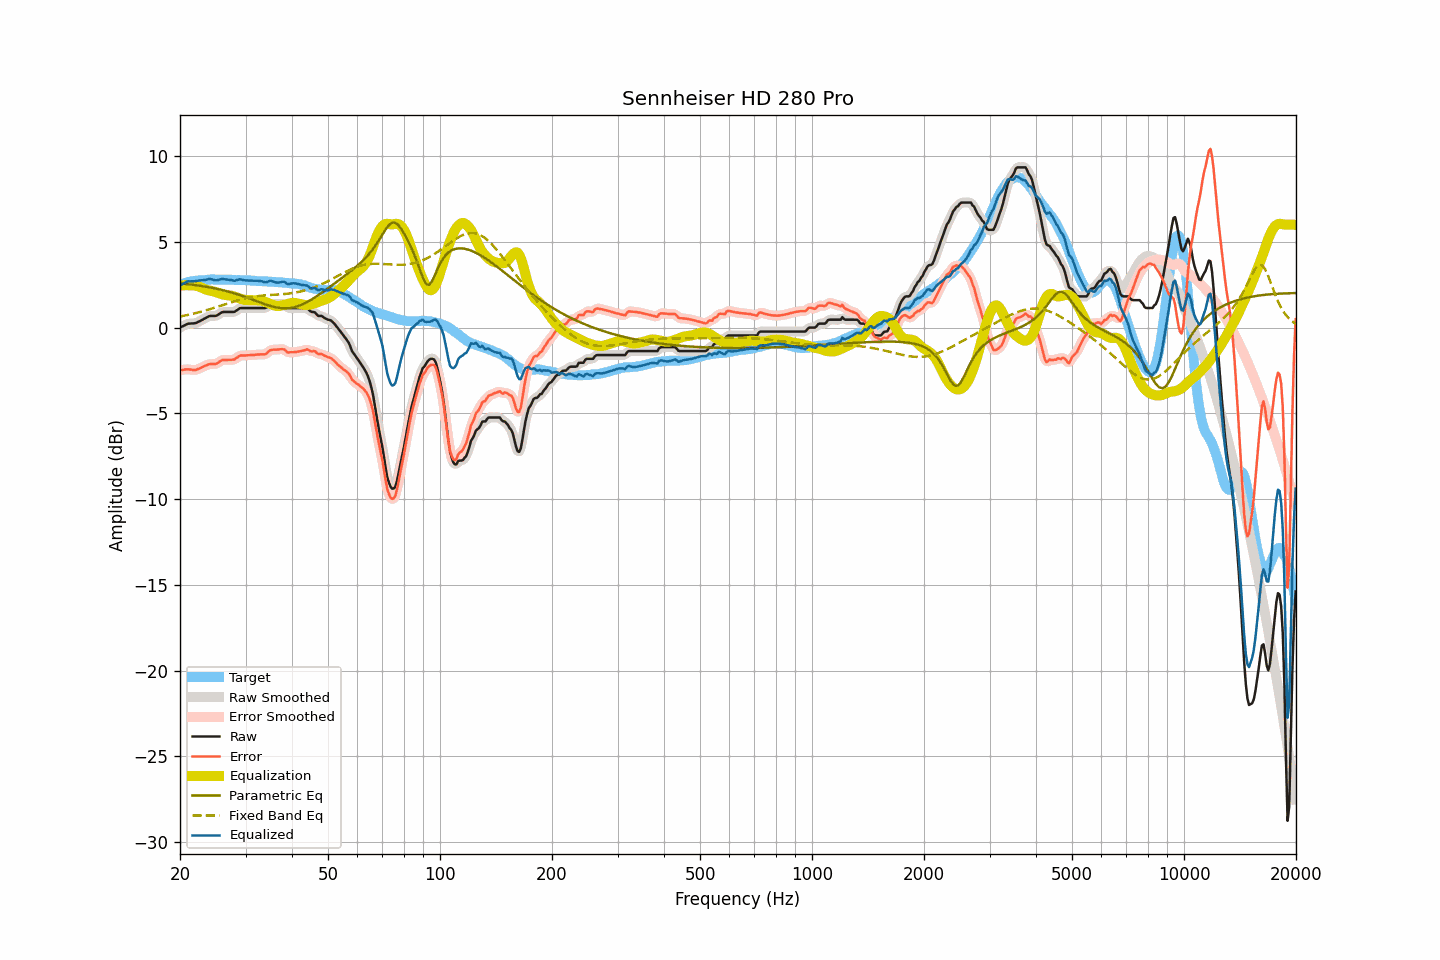 Sennheiser HD 280 Pro
10
5
0
−5
−10
−15
−20
−25
−30
Amplitude (dBr)
Target
Raw Smoothed
Error Smoothed
Raw
Error
Equalization
Parametric Eq
Fixed Band Eq
Equalized
20 50 100 200 500 1000 2000 5000 10000 20000
Frequency (Hz)